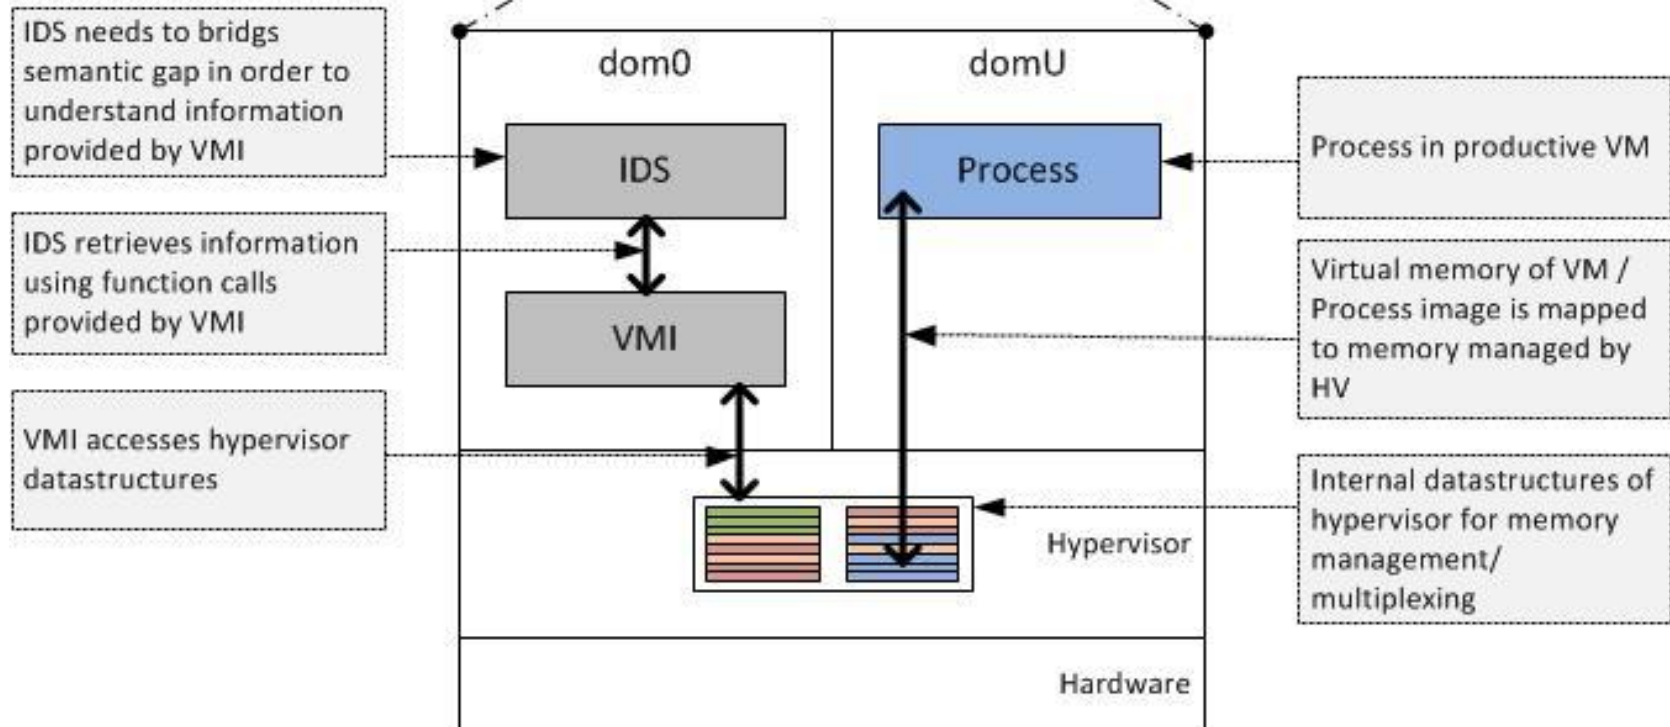 IDS needs to bridgs
semantic gap in order to
understand information
provided by VMI
IDS retrieves information
using function calls
provided by VMI
VMI accesses hypervisor
datastructures
dom0
domU
IDS
Process
VMI
Hypervisor
Hardware
Process in productive VM
Virtual memory of VM /
Process image is mapped
to memory managed by
HV
Internal datastructures of
hypervisor for memory
management/
multiplexing